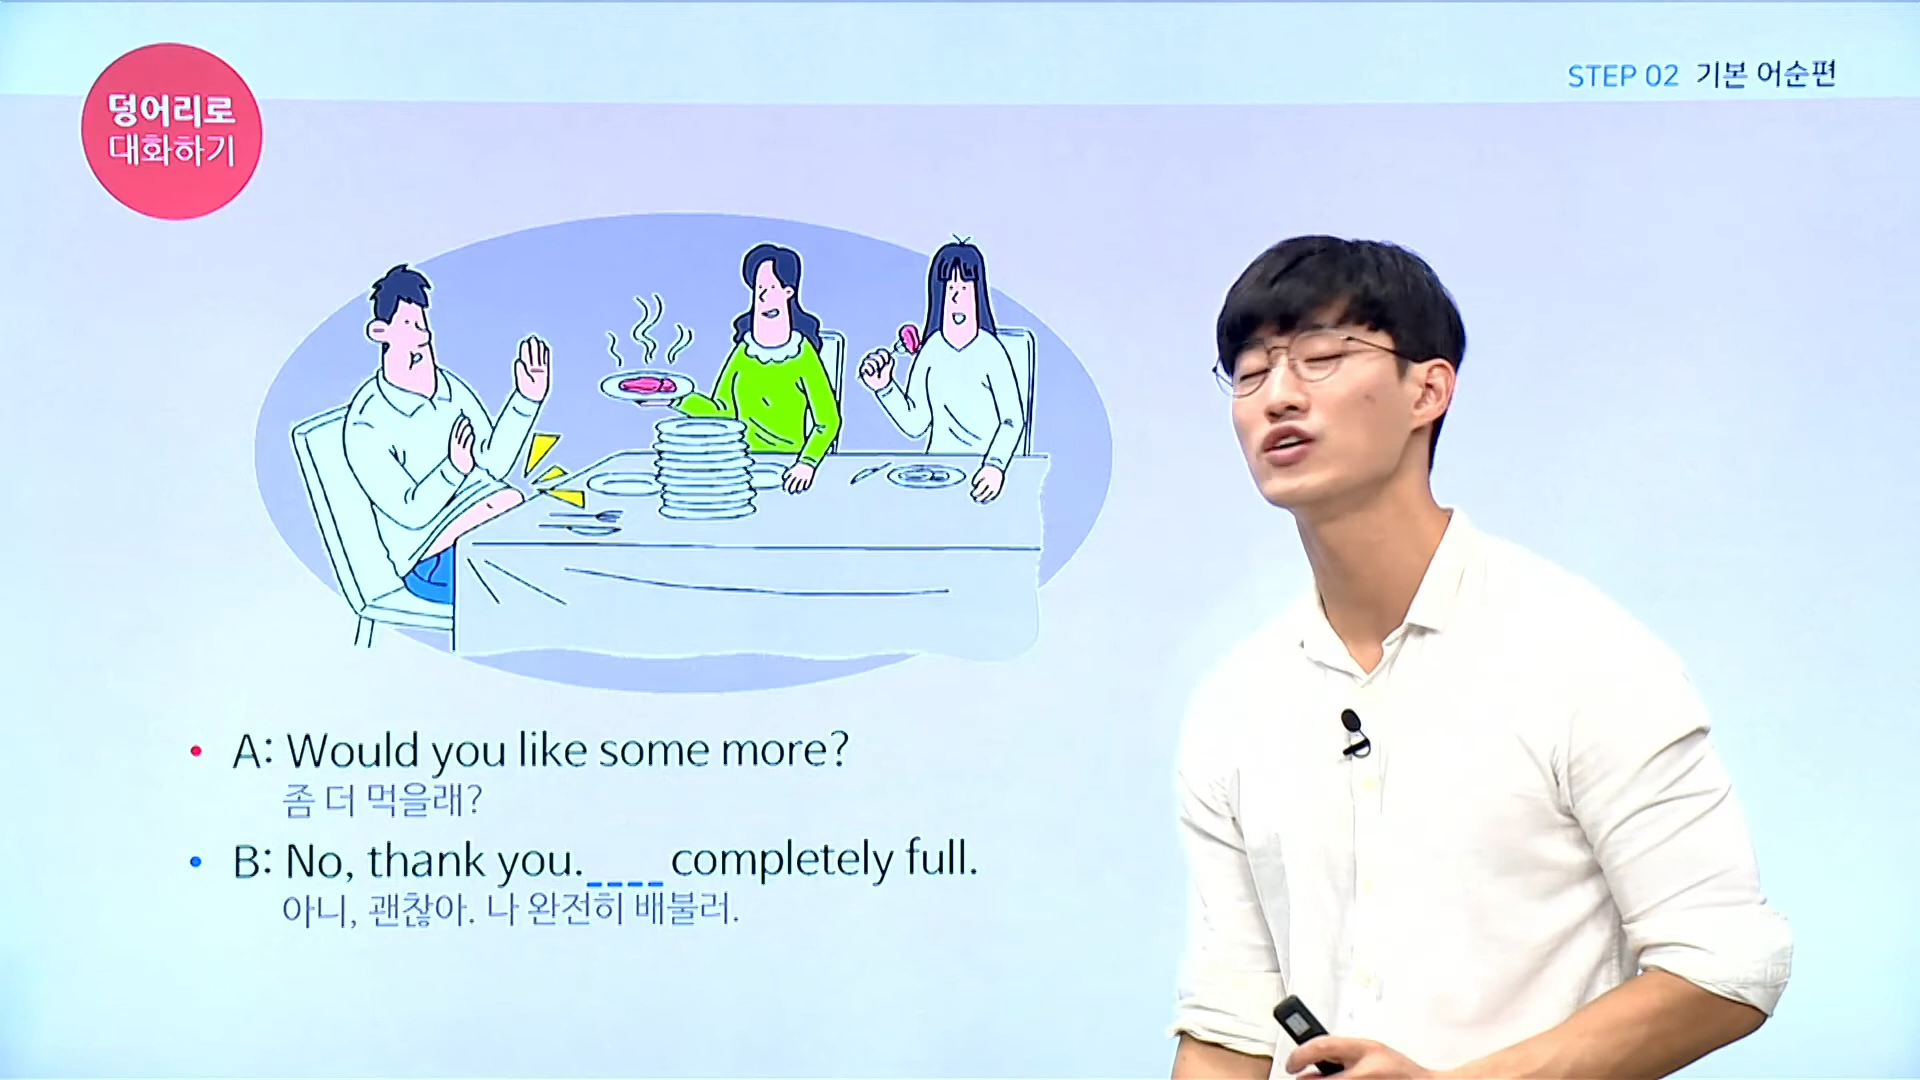 덩어리로
대화하기
STEP 02 기본 어순편
• A: Would you like some more?
좀 더 먹을래?
• B: No, thank you.____ completely full.
아니, 괜찮아. 나 완전히 배불러.